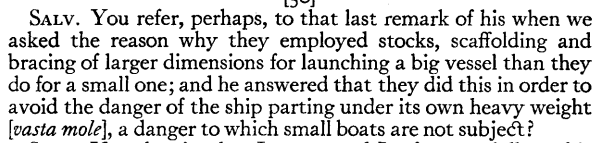 SALV. You refer, perhaps, to that last remark of his when we
asked the reason why they employed stocks, scaffolding and
bracing of larger dimensions for launching a big vessel than they
do for a small one; and he answered that they did this in order to
avoid the danger of the ship parting under its own heavy weight
[vasta mole], a danger to which small boats are not subject?